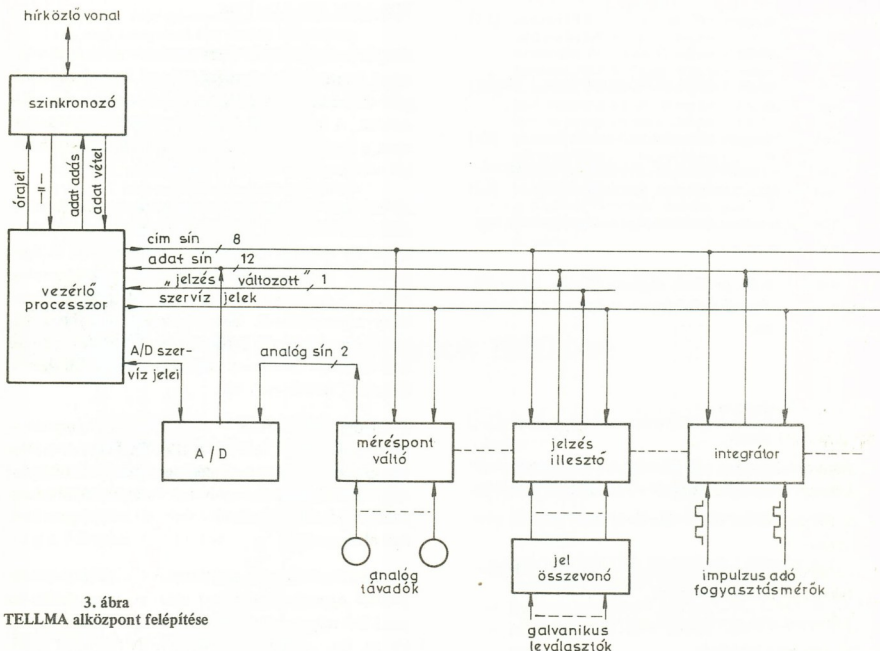 hírközlő vonal
szinkronozó
órajel
—"—
adat adás
adat vétel
vezérlő
processzor
cím sín 8
adat sín 12
„jelzés változott" 1
szervíz jelek
A/D szer-
víz jelei
analóg sín 2
A/D
méréspont
váltó
jelzés
illesztő
integrátor
analóg
távadók
jel
összevonó
impulzus adó
fogyasztásmérők
galvanikus
leválasztók
3. ábra
TELLMA alközpont felépítése